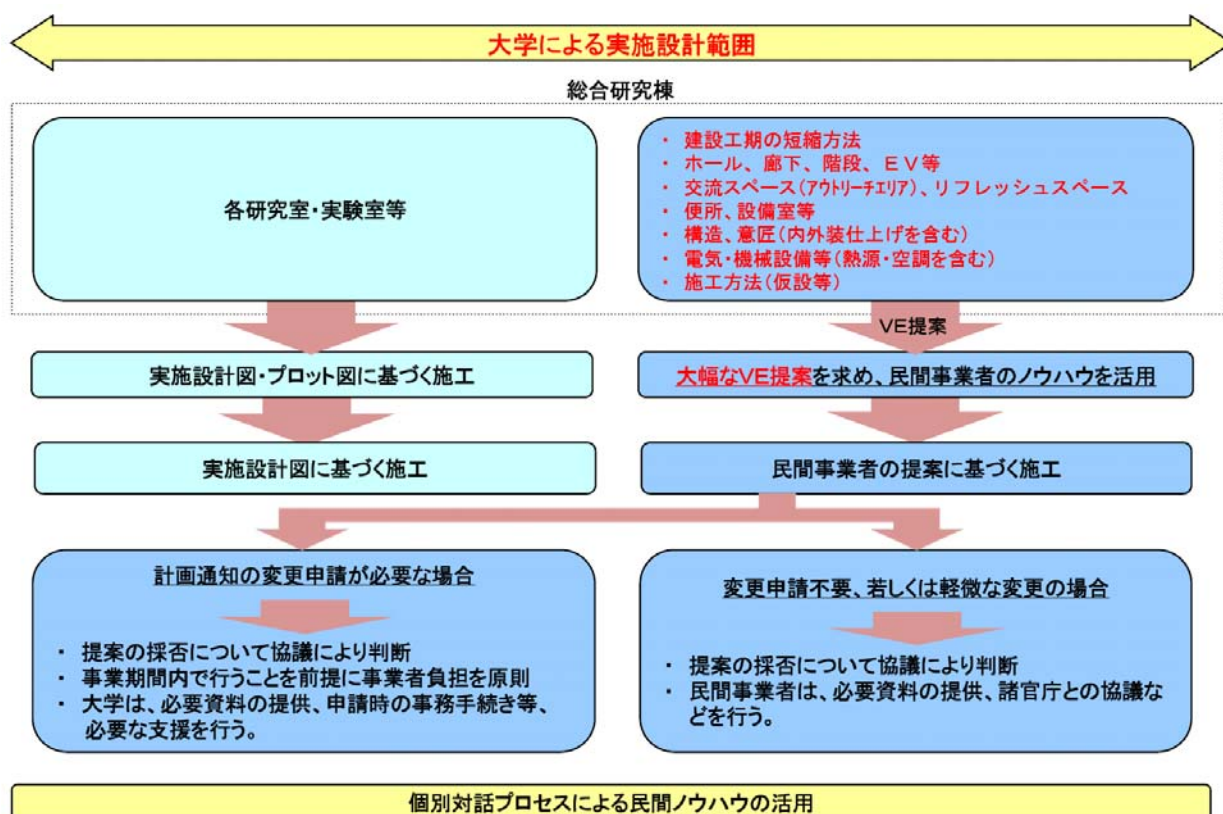 大学による実施設計範囲
総合研究棟
各研究室・実験室等
・ 建設工期の短縮方法
・ ホール、廊下、階段、EV等
・ 交流スペース(アウトリーチエリア)、リフレッシュスペース
・ 便所、設備室等
・ 構造、意匠(内外装仕上げを含む)
・ 電気・機械設備等(熱源・空調を含む)
・ 施工方法(仮設等)
VE提案
実施設計図・プロット図に基づく施工
大幅なVE提案を求め、民間事業者のノウハウを活用
実施設計図に基づく施工
民間事業者の提案に基づく施工
計画通知の変更申請が必要な場合
・ 提案の採否について協議により判断
・ 事業期間内で行うことを前提に事業者負担を原則
・ 大学は、必要資料の提供、申請時の事務手続き等、
必要な支援を行う。
変更申請不要、若しくは軽微な変更の場合
・ 提案の採否について協議により判断
・ 民間事業者は、必要資料の提供、諸官庁との協議な
どを行う。
個別対話プロセスによる民間ノウハウの活用